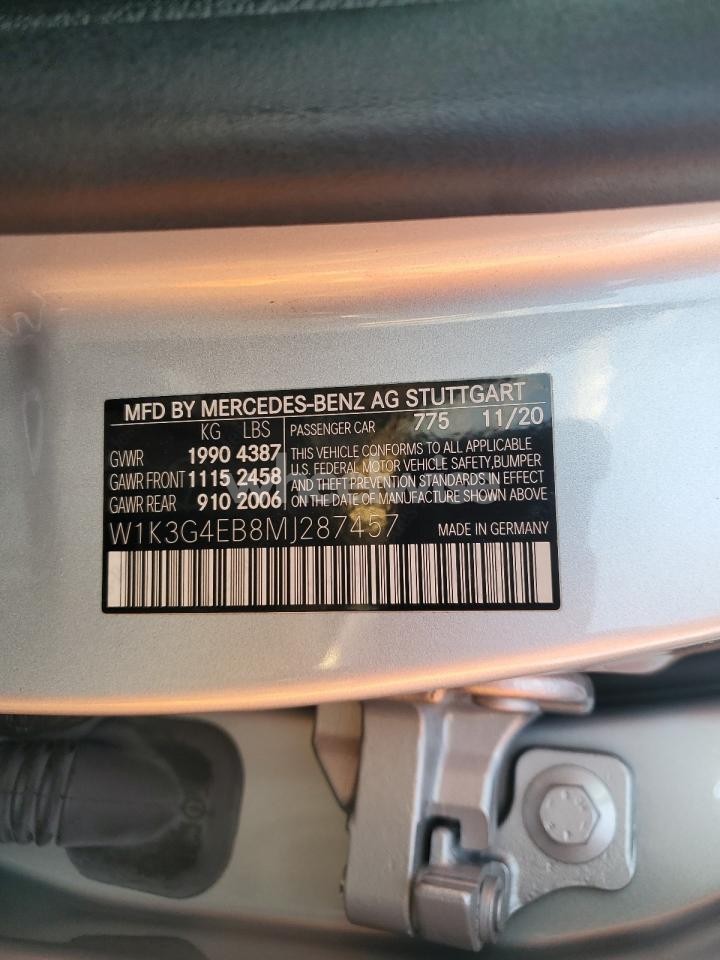 MFD BY MERCEDES-BENZ AG STUTTGART
KG LBS PASSENGER CAR 775 11/20
GVWR 1990 4387 THIS VEHICLE CONFORMS TO ALL APPLICABLE
U.S. FEDERAL MOTOR VEHICLE SAFETY,BUMPER
GAWR FRONT 1115 2458 AND THEFT PREVENTION STANDARDS IN EFFECT
GAWR REAR 910 2006 ON THE DATE OF MANUFACTURE SHOWN ABOVE
W1K3G4EB8MJ287457 MADE IN GERMANY